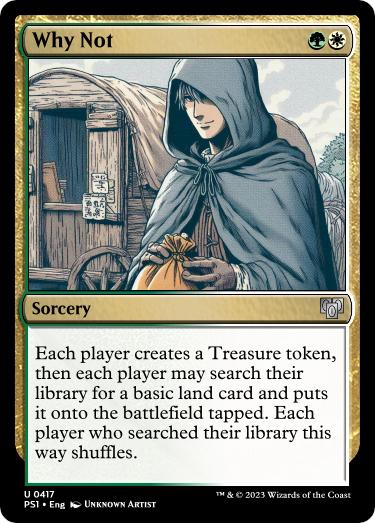 Why Not
Sorcery
Each player creates a Treasure token,
then each player may search their
library for a basic land card and puts
it onto the battlefield tapped. Each
player who searched their library this
way shuffles.
U 0417
PS1 • Eng Unknown Artist
™ & © 2023 Wizards of the Coast